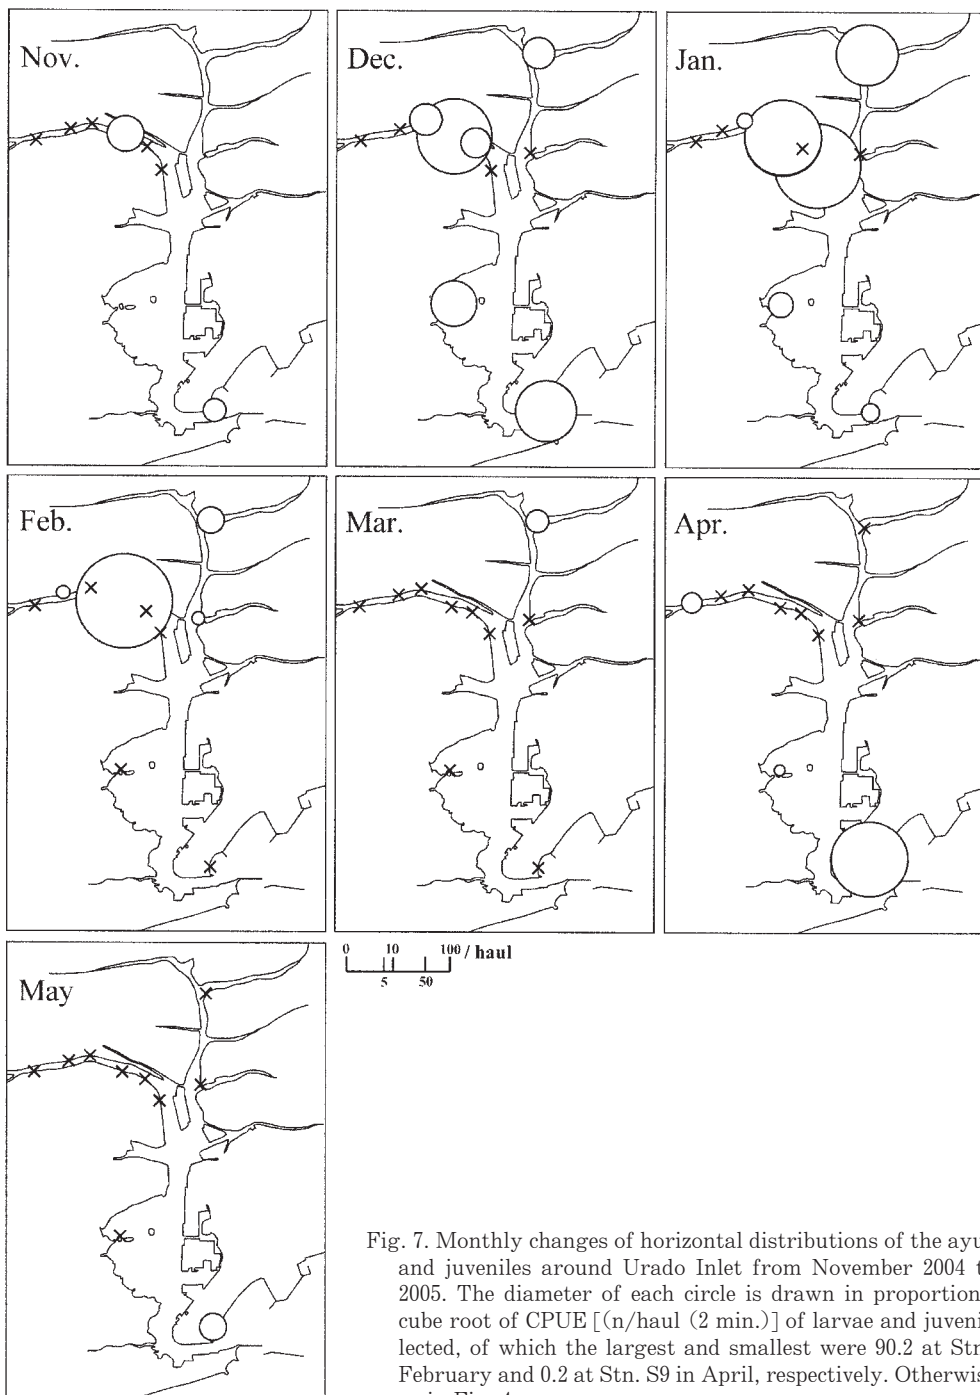 Nov.
Dec.
Jan.
Feb.
Mar.
Apr.
May
0 10 100 / haul
5 50
Fig. 7. Monthly changes of horizontal distributions of the ayu
and juveniles around Urado Inlet from November 2004 t
2005. The diameter of each circle is drawn in proportion
cube root of CPUE [(n/haul (2 min.)] of larvae and juveni
lected, of which the largest and smallest were 90.2 at Stn
February and 0.2 at Stn. S9 in April, respectively. Otherwi